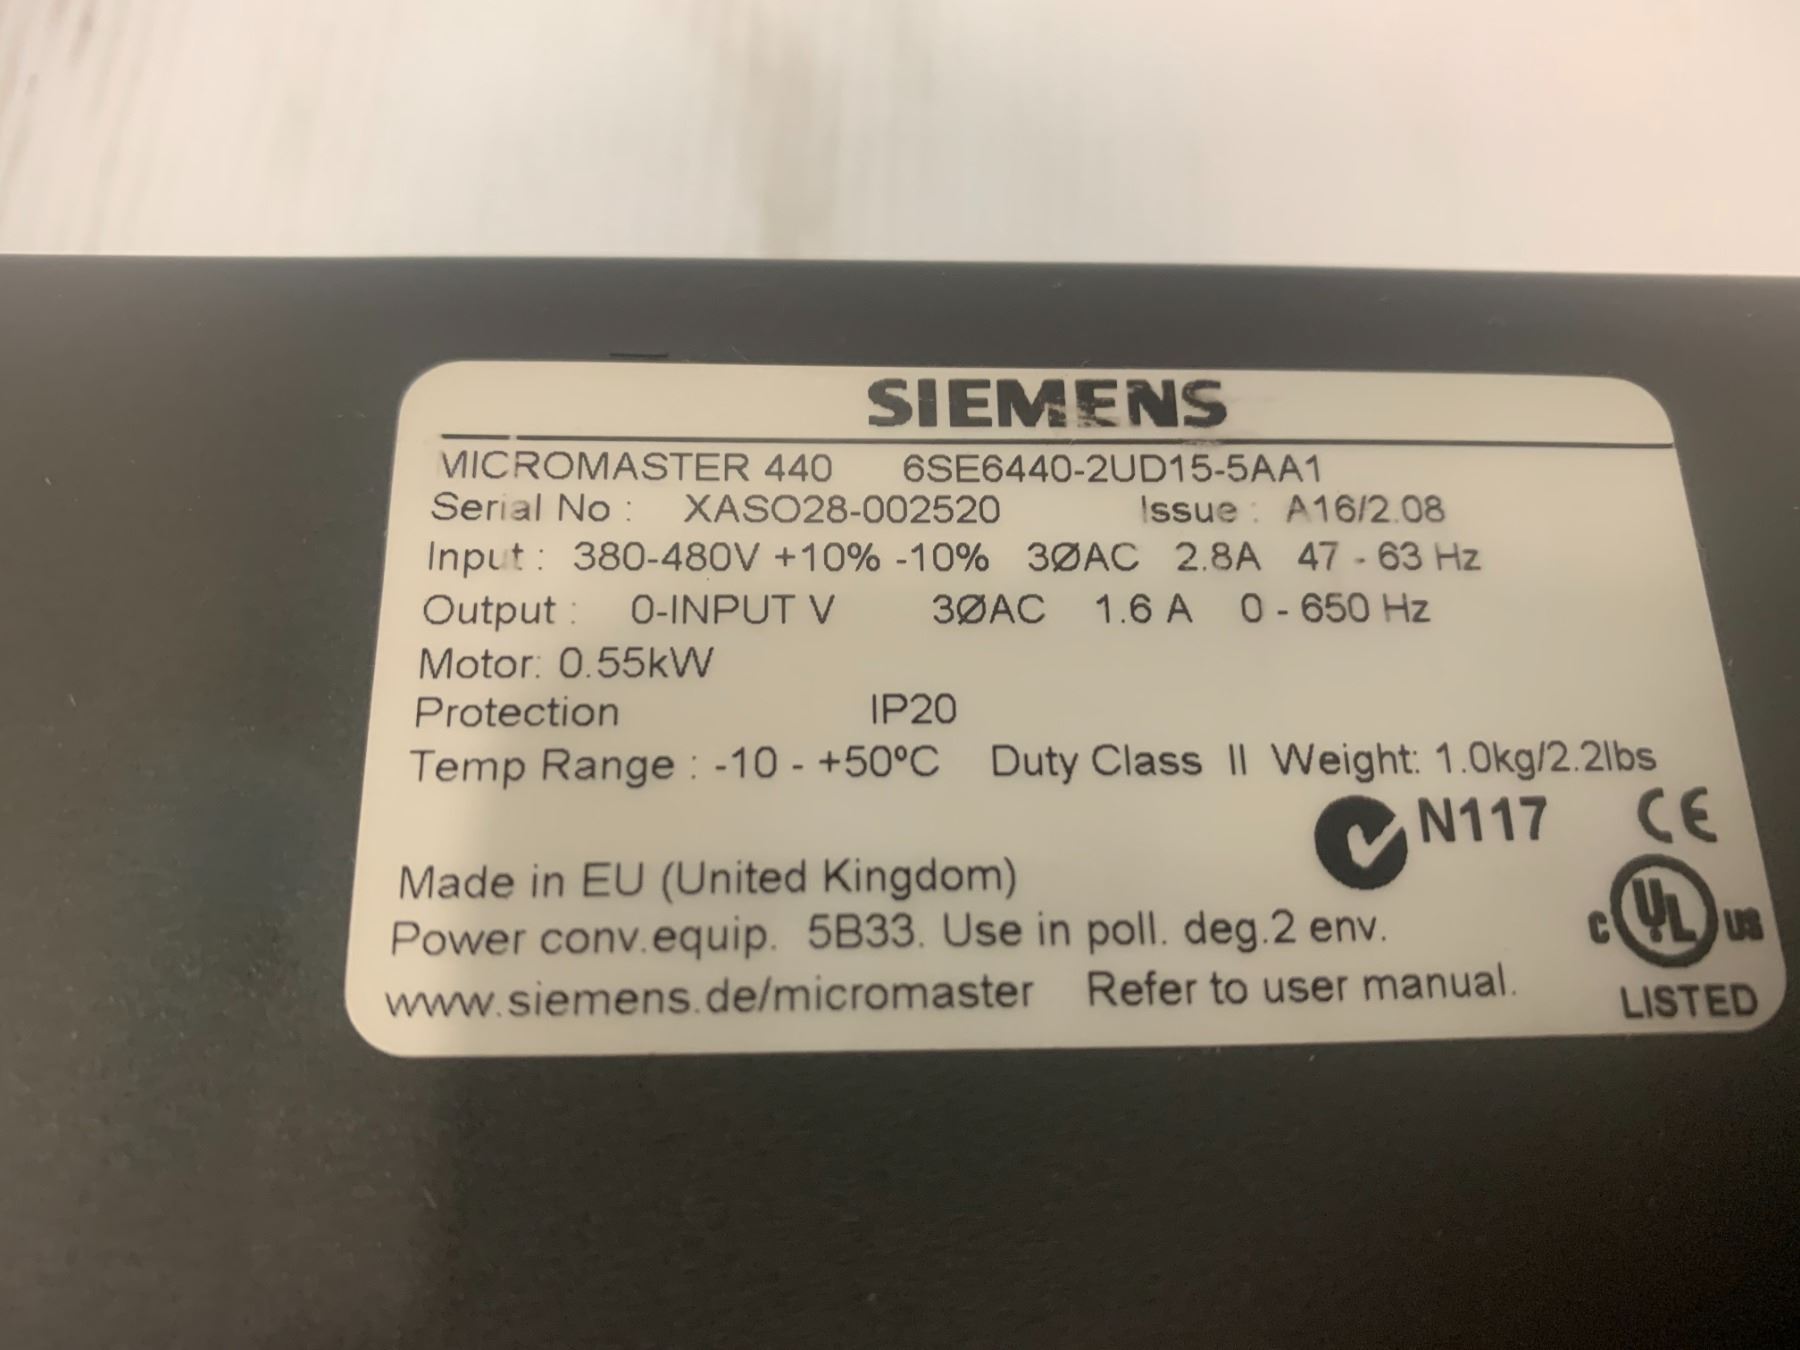 SIEMENS
MICROMASTER 440 6SE6440-2UD15-5AA1
Serial No : XASO28-002520 Issue : A16/2.08
Input : 380-480V +10% -10% 3ØAC 2.8A 47 - 63 Hz
Output : 0-INPUT V 3ØAC 1.6 A 0 - 650 Hz
Motor: 0.55kW
Protection IP20
Temp Range : -10 - +50ºC Duty Class II Weight: 1.0kg/2.2lbs
N117 CE
Made in EU (United Kingdom)
Power conv.equip. 5B33. Use in poll. deg.2 env.
C UL US
www.siemens.de/micromaster Refer to user manual.
LISTED